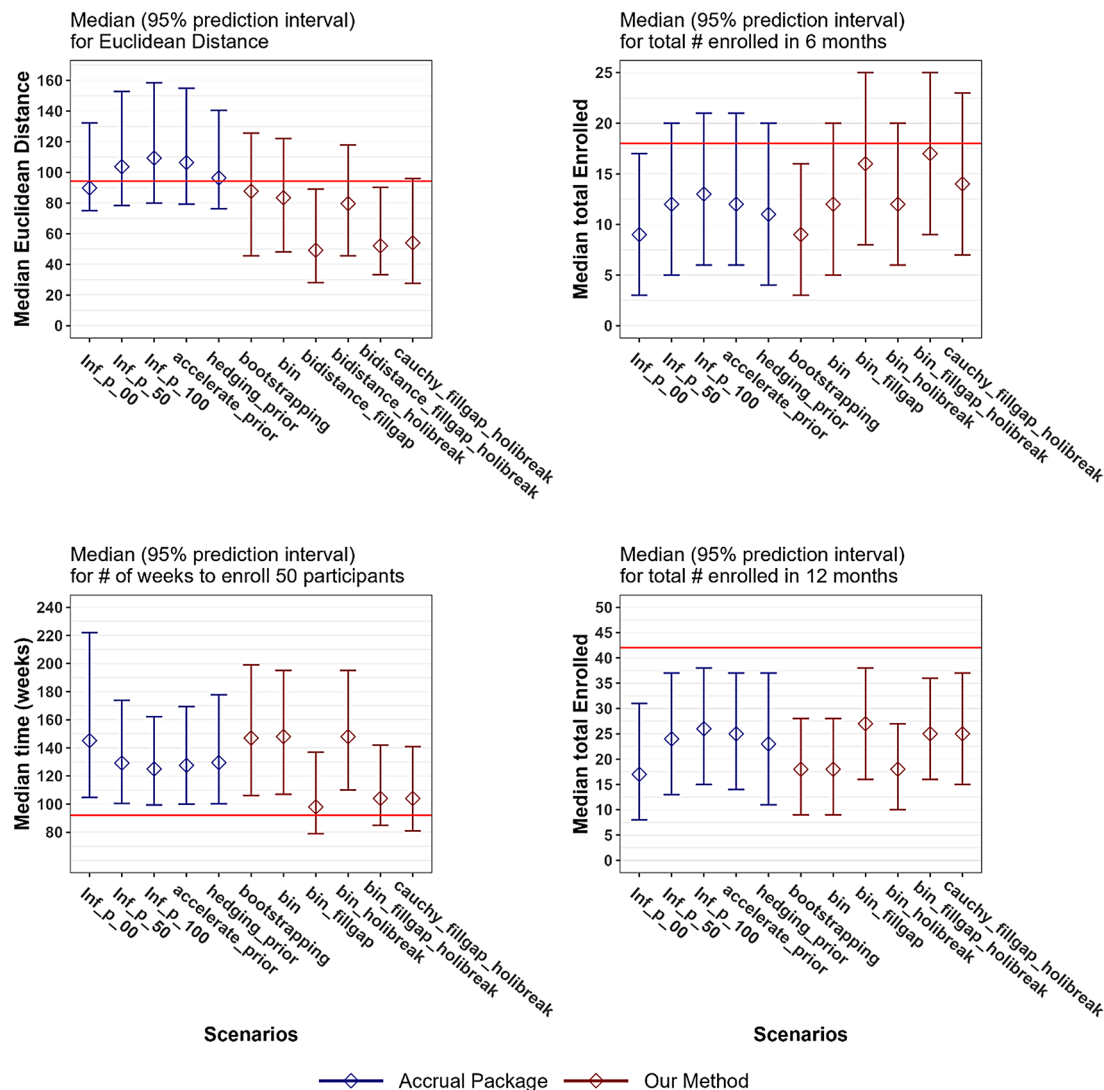 Median (95% prediction interval)
for Euclidean Distance
Median Euclidean Distance
160
140
120
100
80
60
40
20
0
Inf_p_00
Inf_p_50
Inf_p_100
accelerate_prior
hedging_prior
bootstrapping
bin
bidistance_fillgap
bidistance_holibreak
bidistance_fillgap_holibreak
cauchy_fillgap_holibreak
Median (95% prediction interval)
for total # enrolled in 6 months
Median total Enrolled
25
20
15
10
5
0
Inf_p_00
Inf_p_50
Inf_p_100
accelerate_prior
hedging_prior
bootstrapping
bin
bin_fillgap
bin_holibreak
bin_fillgap_holibreak
cauchy_fillgap_holibreak
Median (95% prediction interval)
for # of weeks to enroll 50 participants
Median time (weeks)
240
220
200
180
160
140
120
100
80
Inf_p_00
Inf_p_50
Inf_p_100
accelerate_prior
hedging_prior
bootstrapping
bin
bin_fillgap
bin_holibreak
bin_fillgap_holibreak
cauchy_fillgap_holibreak
Scenarios
Median (95% prediction interval)
for total # enrolled in 12 months
Median total Enrolled
50
45
40
35
30
25
20
15
10
5
0
Inf_p_00
Inf_p_50
Inf_p_100
accelerate_prior
hedging_prior
bootstrapping
bin
bin_fillgap
bin_holibreak
bin_fillgap_holibreak
cauchy_fillgap_holibreak
Scenarios
Accrual Package
Our Method